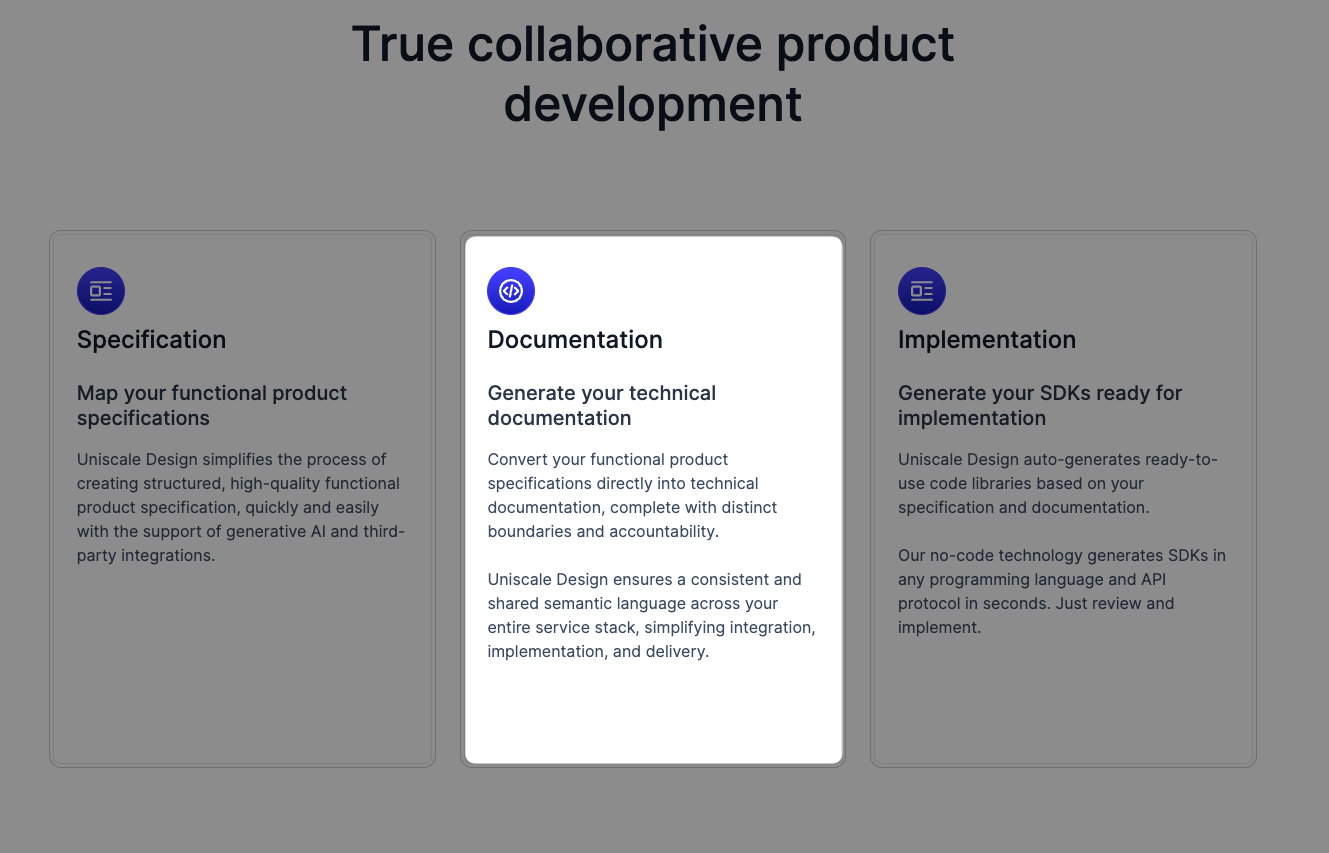 True collaborative product
development
Specification
Map your functional product
specifications
Uniscale Design simplifies the process of
creating structured, high-quality functional
product specification, quickly and easily
with the support of generative AI and third-
party integrations.
Documentation
Generate your technical
documentation
Convert your functional product
specifications directly into technical
documentation, complete with distinct
boundaries and accountability.
Uniscale Design ensures a consistent and
shared semantic language across your
entire service stack, simplifying integration,
implementation, and delivery.
Implementation
Generate your SDKs ready for
implementation
Uniscale Design auto-generates ready-to-
use code libraries based on your
specification and documentation.
Our no-code technology generates SDKs in
any programming language and API
protocol in seconds. Just review and
implement.